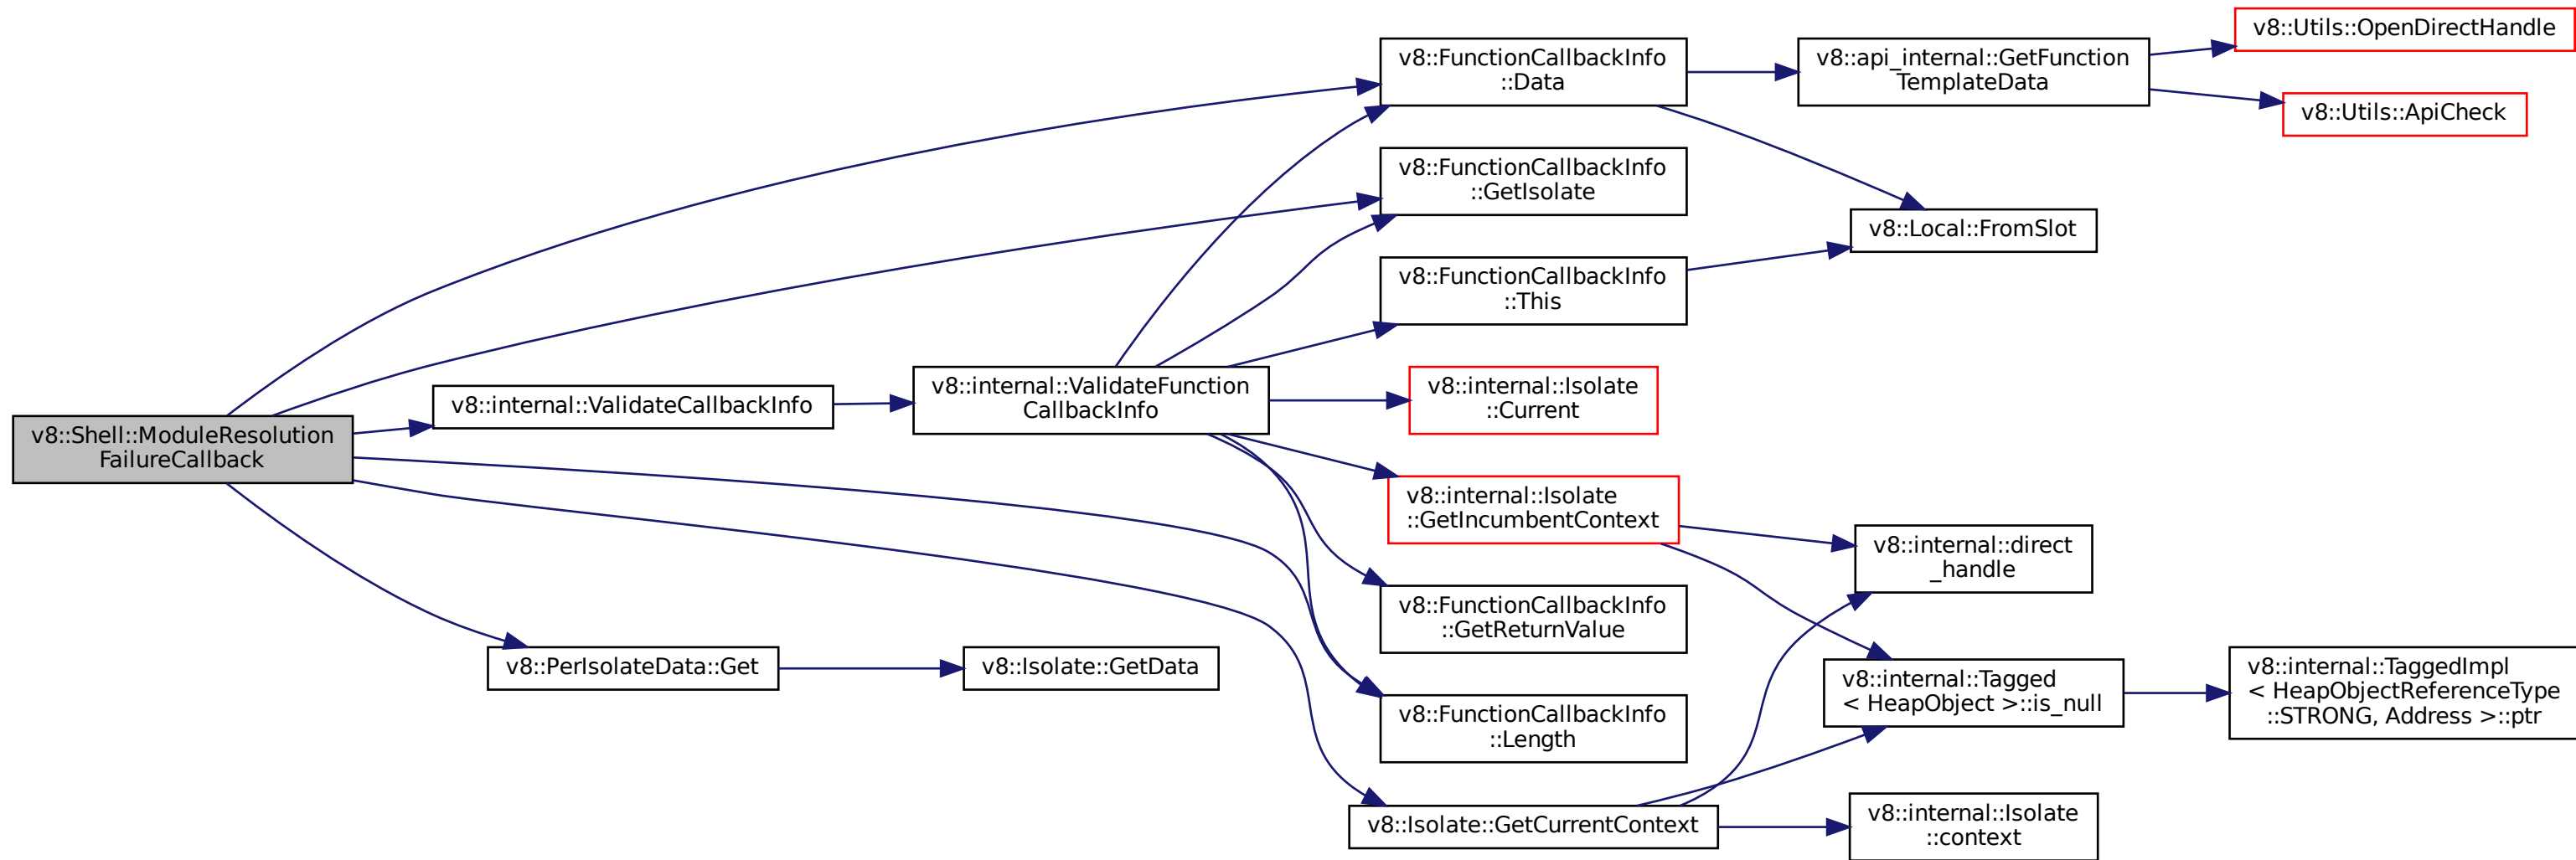 v8::Shell::ModuleResolution
FailureCallback
v8::internal::ValidateCallbackInfo
v8::PerIsolateData::Get
v8::internal::ValidateFunction
CallbackInfo
v8::Isolate::GetData
v8::FunctionCallbackInfo
::Data
v8::FunctionCallbackInfo
::GetIsolate
v8::FunctionCallbackInfo
::This
v8::internal::Isolate
::Current
v8::internal::Isolate
::GetIncumbentContext
v8::FunctionCallbackInfo
::GetReturnValue
v8::FunctionCallbackInfo
::Length
v8::Isolate::GetCurrentContext
v8::api_internal::GetFunction
TemplateData
v8::Local::FromSlot
v8::internal::direct
_handle
v8::internal::Tagged
< HeapObject >::is_null
v8::internal::Isolate
::context
v8::Utils::OpenDirectHandle
v8::Utils::ApiCheck
v8::internal::TaggedImpl
< HeapObjectReferenceType
::STRONG, Address >::ptr